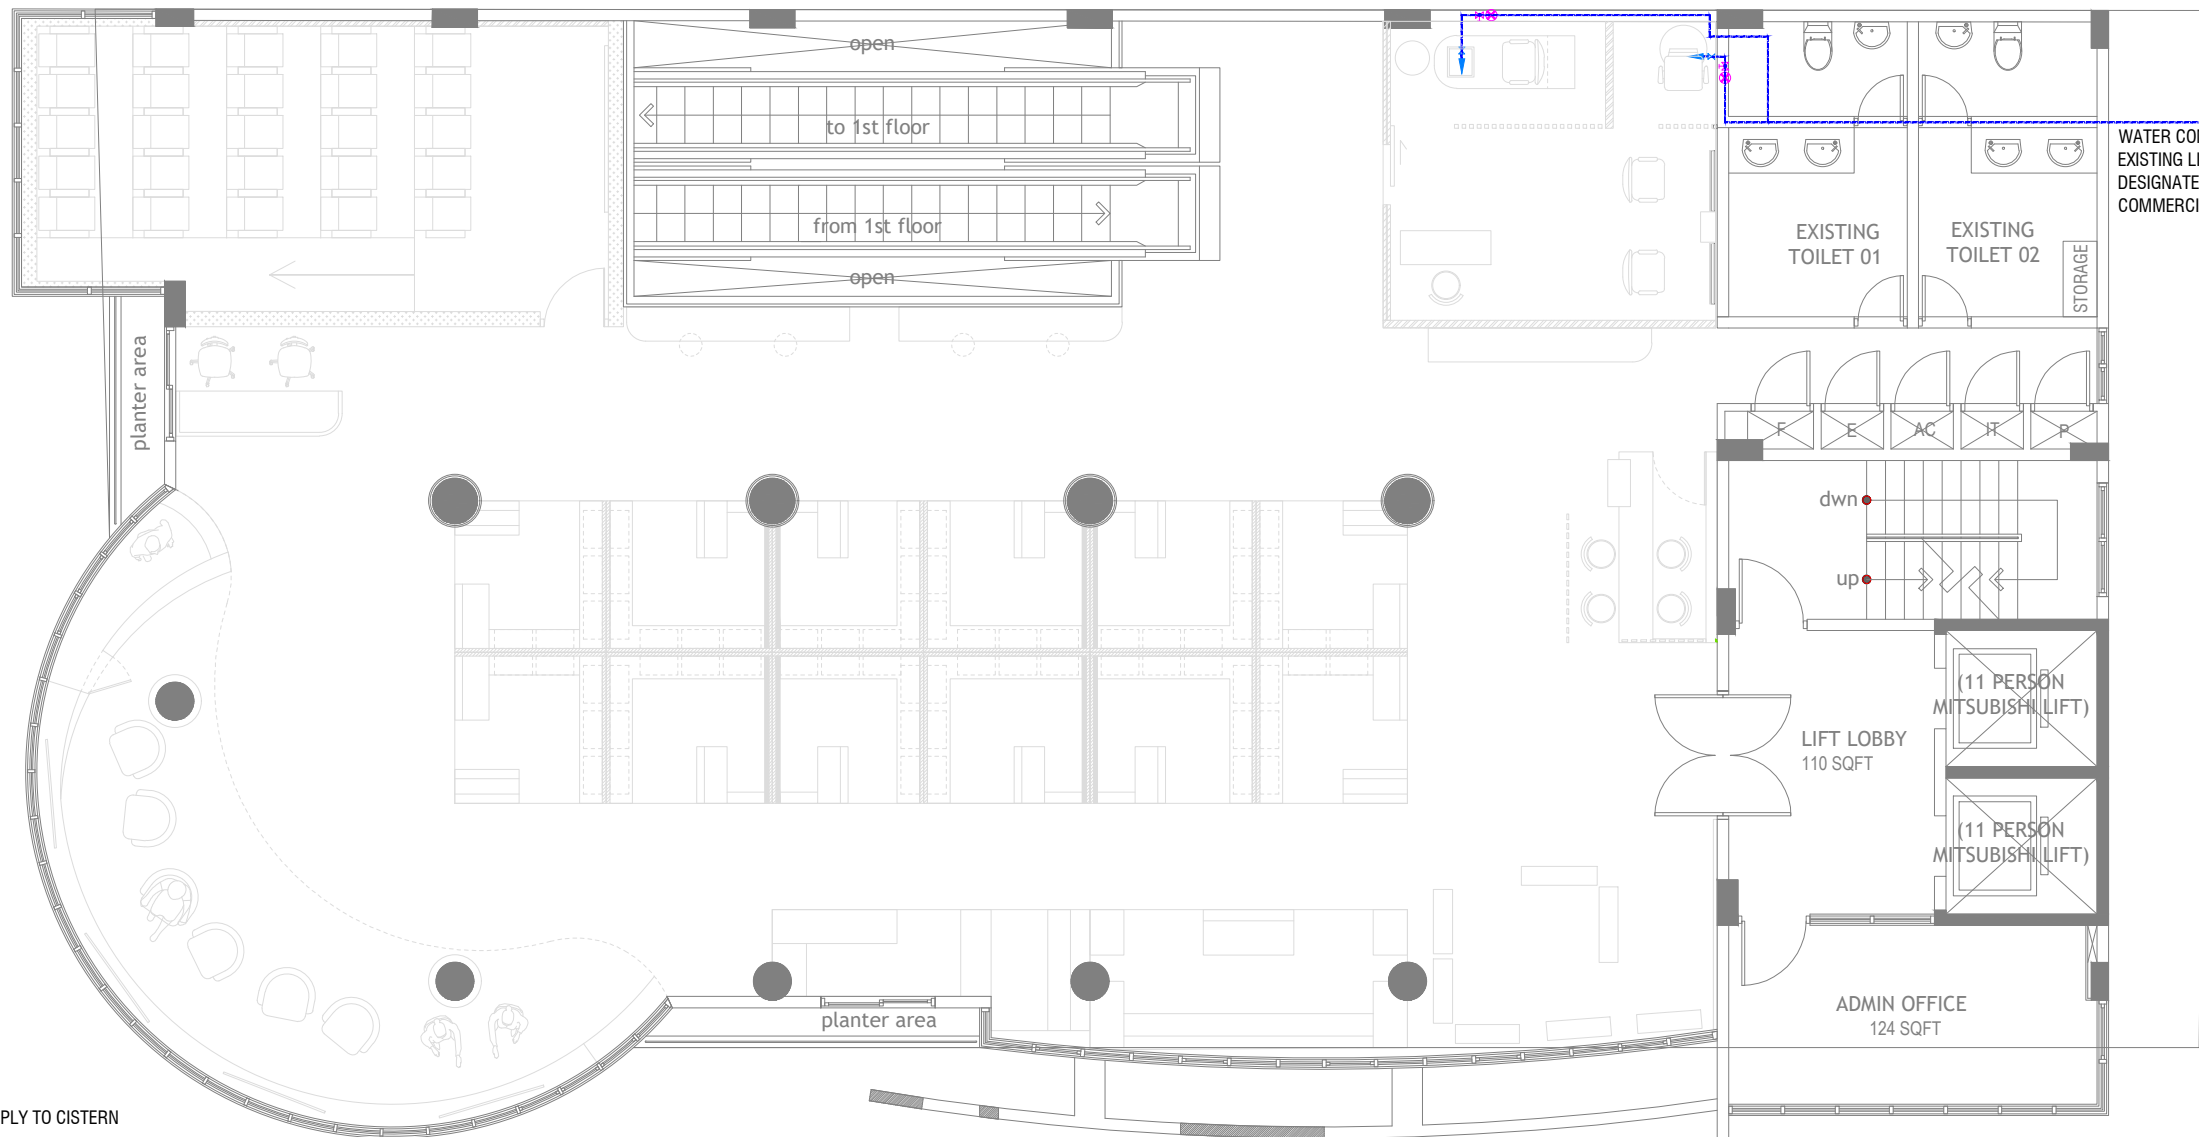 open
to 1st floor
from 1st floor
open
WATER CO
EXISTING L
DESIGNATE
COMMERCI
EXISTING
TOILET 01
EXISTING
TOILET 02
STORAGE
planter area
F
E
AC
IT
P
dwn
up
(11 PERSON
MITSUBISHI LIFT)
LIFT LOBBY
110 SQFT
(11 PERSON
MITSUBISHI LIFT)
ADMIN OFFICE
124 SQFT
planter area
PLY TO CISTERN